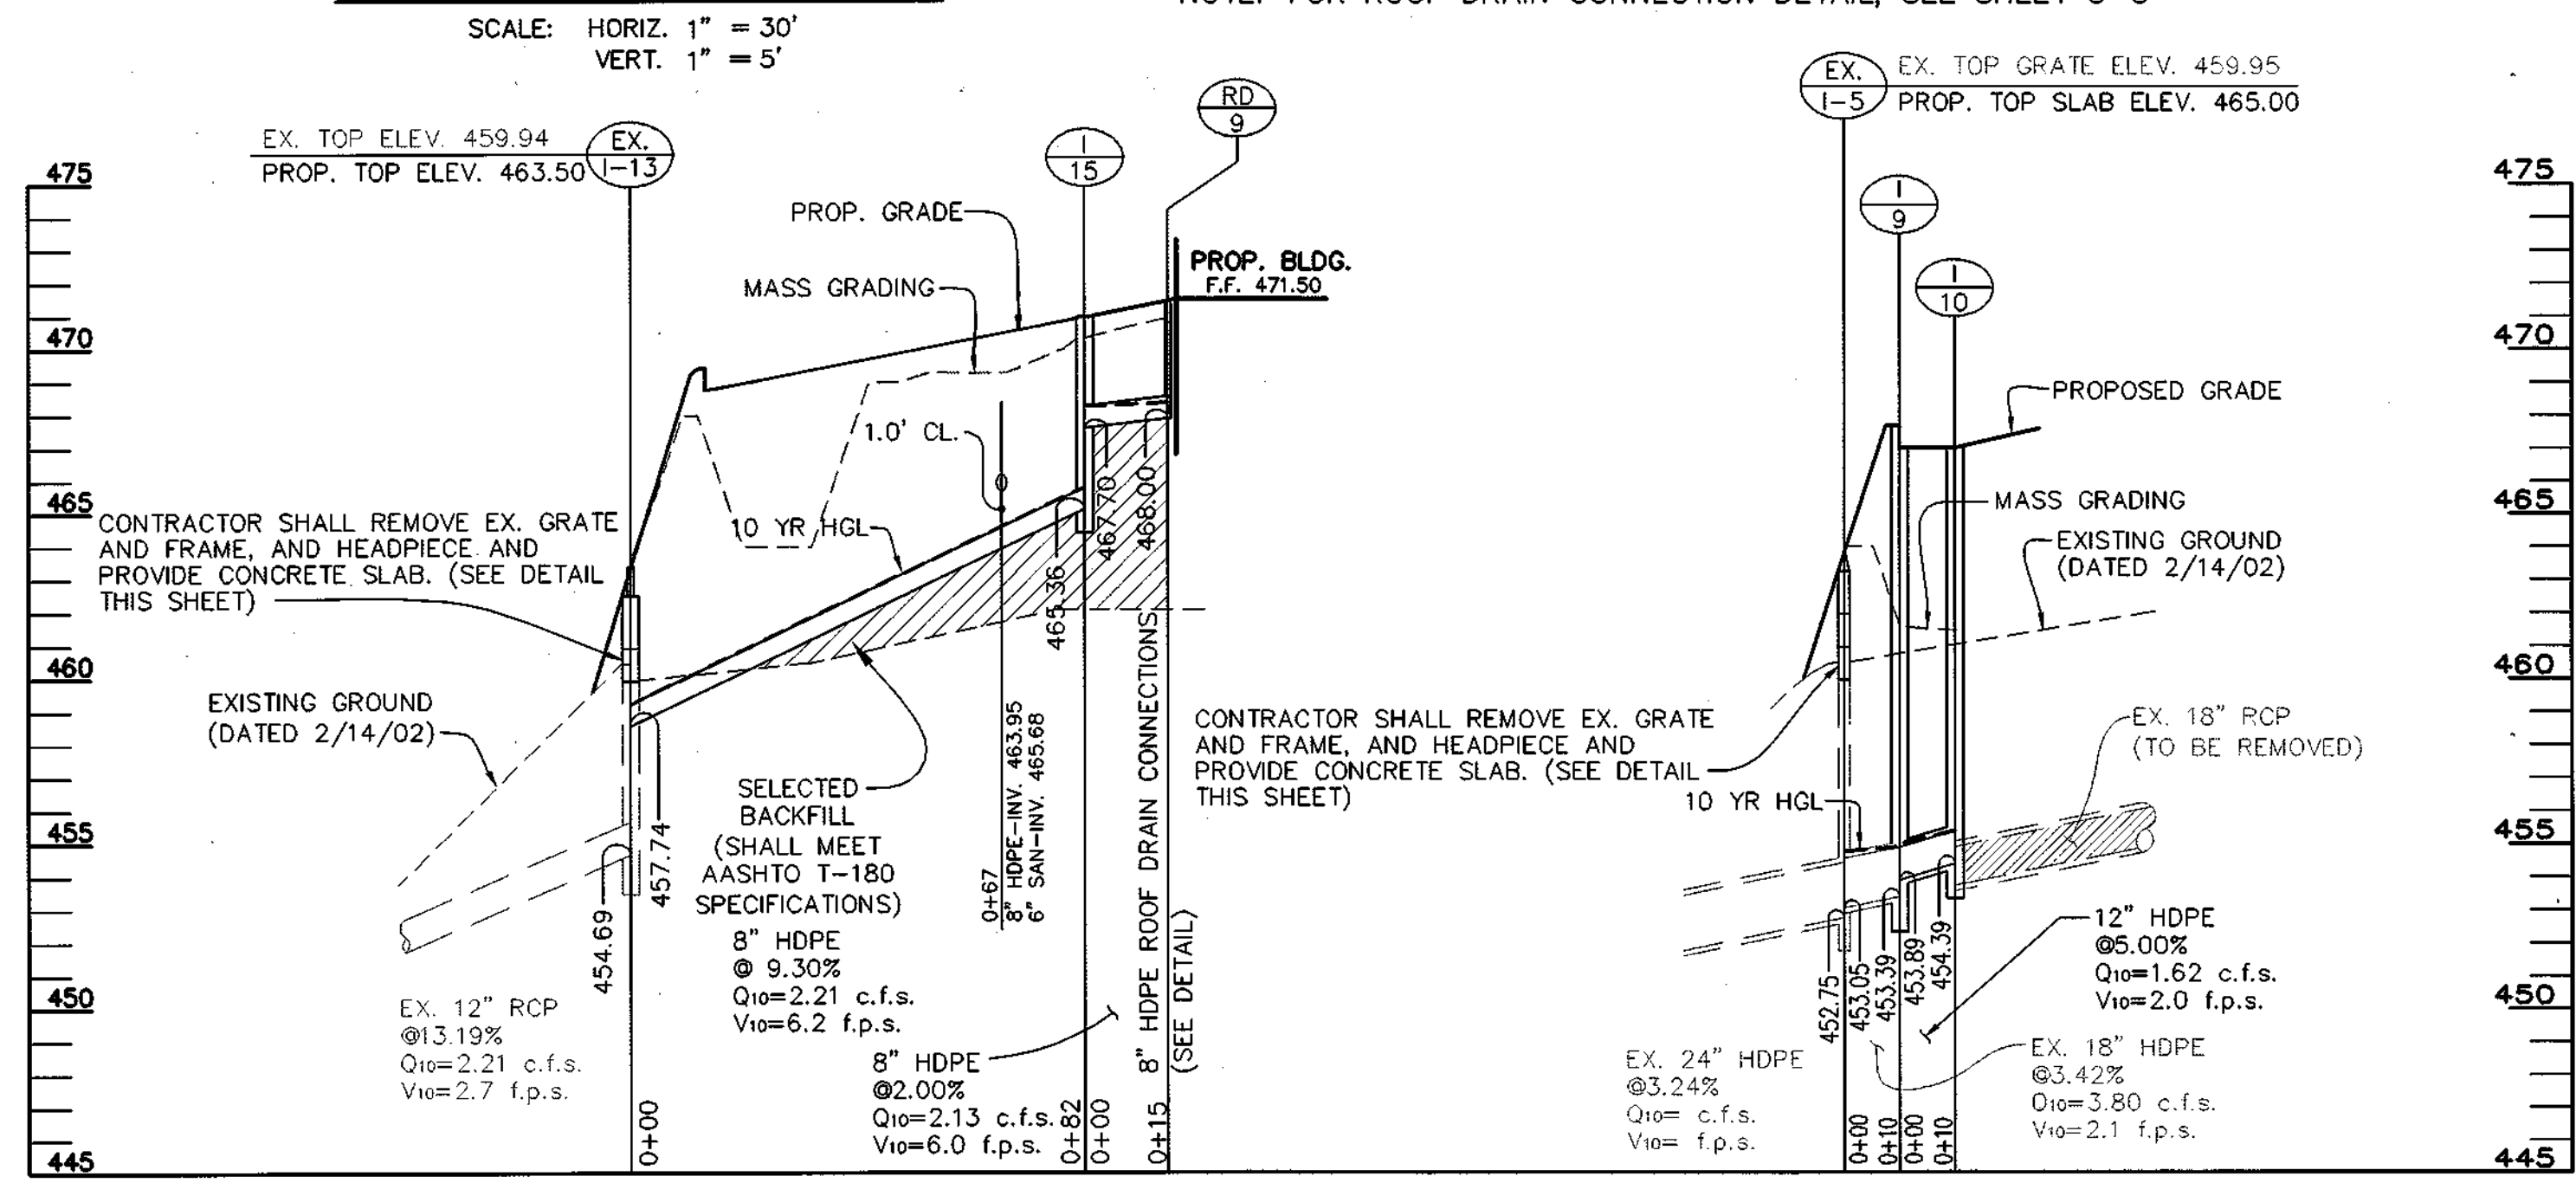 SCALE: HORIZ. 1" = 30'
VERT. 1" = 5'
EX. TOP ELEV. 459.94
PROP. TOP ELEV. 463.50
EX.
I-13
I
15
RD
9
EX.
I-5
EX. TOP GRATE ELEV. 459.95
PROP. TOP SLAB ELEV. 465.00
I
9
I
10
475
470
465
460
455
450
445
PROP. GRADE
MASS GRADING
PROP. BLDG.
F.F. 471.50
1.0' CL.
10 YR HGL
CONTRACTOR SHALL REMOVE EX. GRATE
AND FRAME, AND HEADPIECE AND
PROVIDE CONCRETE SLAB. (SEE DETAIL
THIS SHEET)
EXISTING GROUND
(DATED 2/14/02)
SELECTED
BACKFILL
(SHALL MEET
AASHTO T-180
SPECIFICATIONS)
8" HDPE
@ 9.30%
Q10=2.21 c.f.s.
V10=6.2 f.p.s.
EX. 12" RCP
@13.19%
Q10=2.21 c.f.s.
V10=2.7 f.p.s.
8" HDPE
@2.00%
Q10=2.13 c.f.s.
V10=6.0 f.p.s.
454.69
457.74
465.36
467.70
468.00
0+67
8" HDPE-INV. 463.95
6" SAN-INV. 465.68
8" HDPE ROOF DRAIN CONNECTIONS
(SEE DETAIL)
0+00
0+82
0+00
0+15
PROPOSED GRADE
MASS GRADING
EXISTING GROUND
(DATED 2/14/02)
EX. 18" RCP
(TO BE REMOVED)
CONTRACTOR SHALL REMOVE EX. GRATE
AND FRAME, AND HEADPIECE AND
PROVIDE CONCRETE SLAB. (SEE DETAIL
THIS SHEET)
10 YR HGL
452.75
453.05
453.39
453.89
454.39
12" HDPE
@5.00%
Q10=1.62 c.f.s.
V10=2.0 f.p.s.
EX. 24" HDPE
@3.24%
Q10= c.f.s.
V10= f.p.s.
EX. 18" HDPE
@3.42%
Q10=3.80 c.f.s.
V10=2.1 f.p.s.
0+00
0+10
0+00
0+10
475
470
465
460
455
450
445